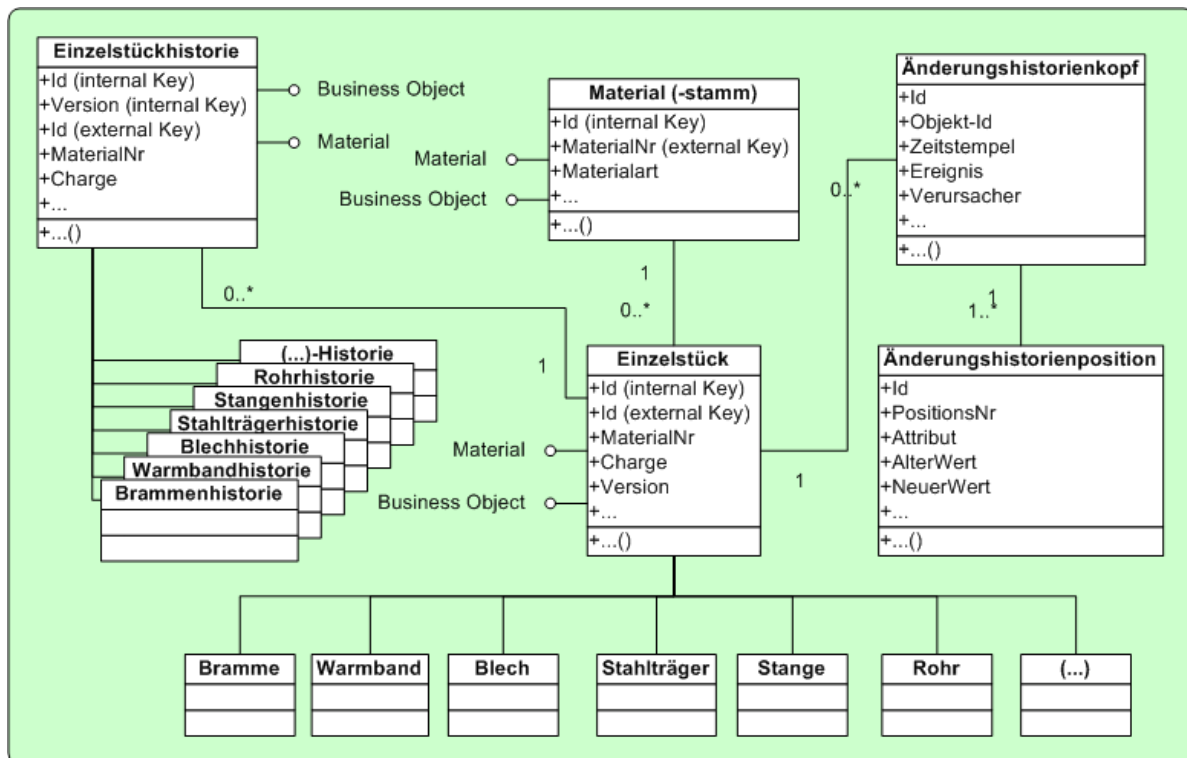 Einzelstückhistorie
+Id (internal Key)
+Version (internal Key)
+Id (external Key)
+MaterialNr
+Charge
+...
+...()
Business Object
Material
Material (-stamm)
+Id (internal Key)
+MaterialNr (external Key)
+Materialart
+...
+...()
Material
Business Object
Änderungshistorienkopf
+Id
+Objekt-Id
+Zeitstempel
+Ereignis
+Verursacher
+...
+...()
0..*
1
0..*
0..*
1
1
1..*
(...)-Historie
Rohrhistorie
Stangenhistorie
Stahlträgerhistorie
Blechhistorie
Warmbandhistorie
Brammenhistorie
Einzelstück
+Id (internal Key)
+Id (external Key)
+MaterialNr
+Charge
+Version
+...
+...()
Material
Business Object
1
Änderungshistorienposition
+Id
+PositionsNr
+Attribut
+AlterWert
+NeuerWert
+...
+...()
Bramme
Warmband
Blech
Stahlträger
Stange
Rohr
(...)